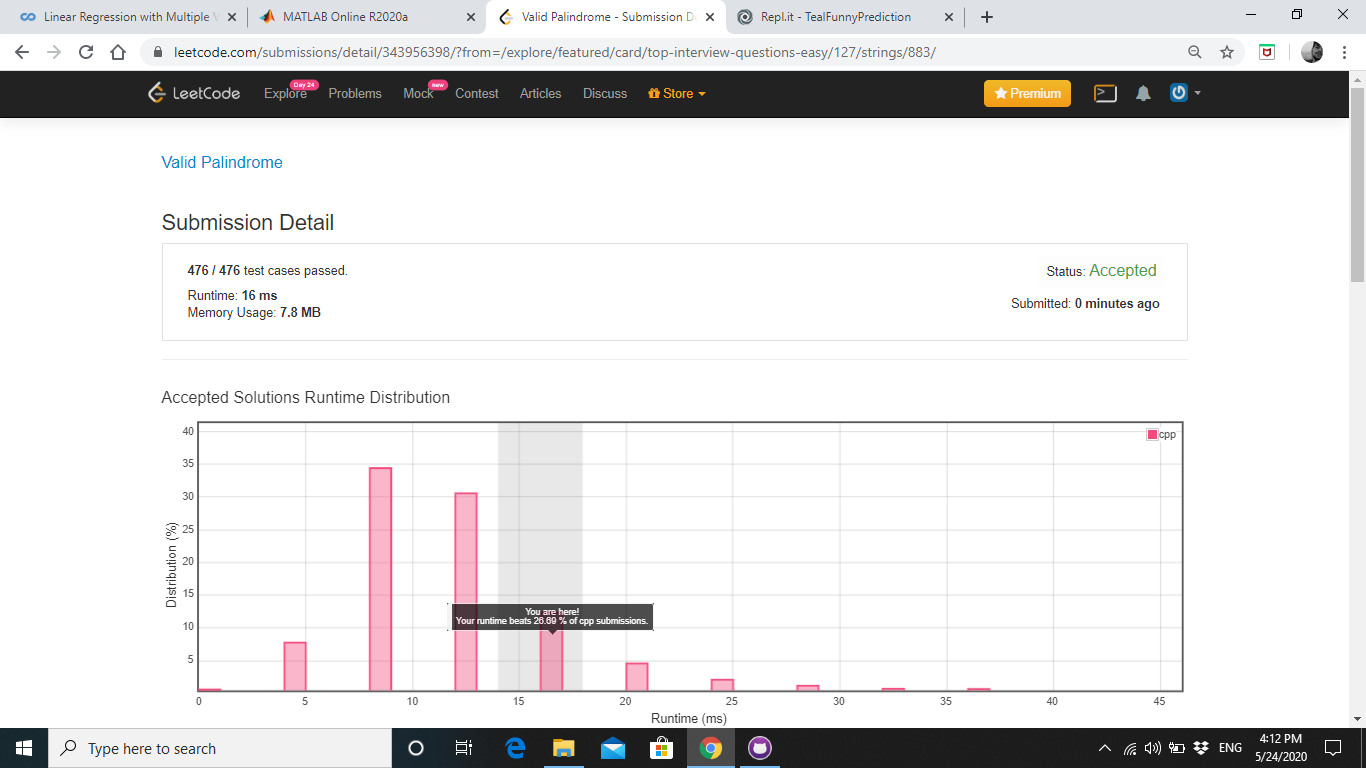 Linear Regression with Multiple V
MATLAB Online R2020a
Valid Palindrome - Submission D
Repl.it - TealFunnyPrediction
leetcode.com/submissions/detail/343956398/?from=/explore/featured/card/top-interview-questions-easy/127/strings/883/
LeetCode Explore Day 24 Problems Mock new Contest Articles Discuss Store Premium
Valid Palindrome
Submission Detail
476 / 476 test cases passed.
Status: Accepted
Runtime: 16 ms
Memory Usage: 7.8 MB
Submitted: 0 minutes ago
Accepted Solutions Runtime Distribution
cpp
40
35
30
25
20
15
10
5
Distribution (%)
You are here!
Your runtime beats 26.69 % of cpp submissions.
0 5 10 15 20 25 30 35 40 45
Runtime (ms)
Type here to search
ENG
4:12 PM
5/24/2020